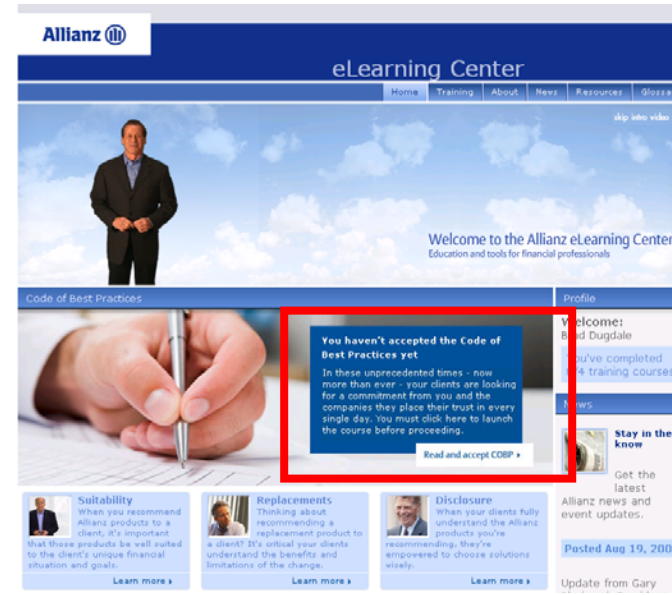 Allianz
eLearning Center
Home Training About News Resources Glossa
skip intro video
Welcome to the Allianz eLearning Center
Education and tools for financial professionals
Code of Best Practices
You haven't accepted the Code of
Best Practices yet
In these unprecedented times - now
more than ever - your clients are looking
for a commitment from you and the
companies they place their trust in every
single day. You must click here to launch
the course before proceeding.
Read and accept COBP
Profile
Welcome:
Dugdale
You've completed
/4 training courses
News
Stay in the
know
Get the
latest
Allianz news and
event updates.
Posted Aug 19, 200
Update from Gary
Suitability
When you recommend
Allianz products to a
client, it's important
that those products be well suited
to the client's unique financial
situation and goals.
Learn more
Replacements
Thinking about
recommending a
replacement product to
a client? It's critical your clients
understand the benefits and
limitations of the change.
Learn more
Disclosure
When your clients fully
understand the Allianz
products you're
recommending, they're
empowered to choose solutions
wisely.
Learn more